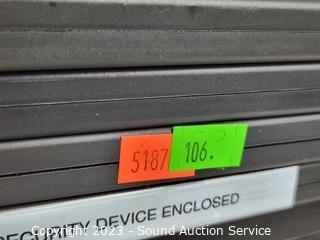 5187
106.
SECURITY DEVICE ENCLOSED
Copyright 2023 - Sound Auction Service